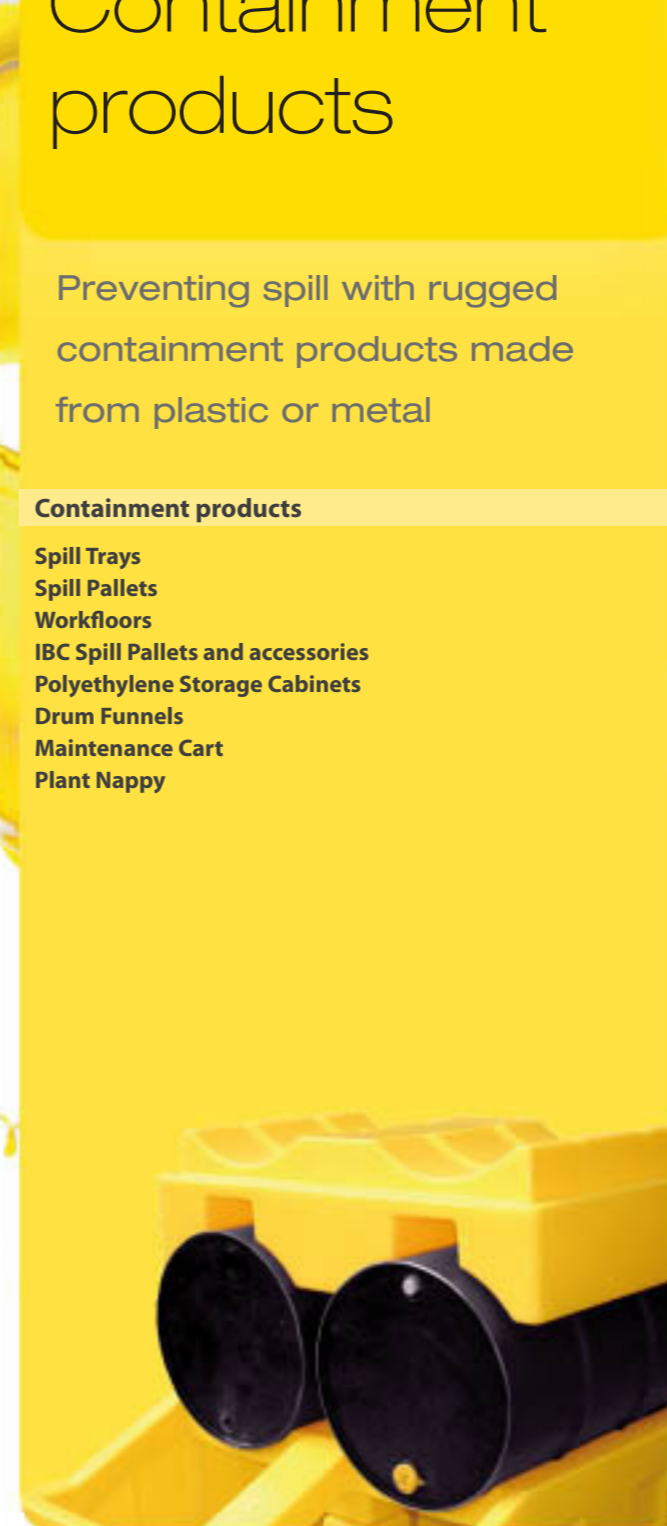 Containment
products
Preventing spill with rugged
containment products made
from plastic or metal
Containment products
Spill Trays
Spill Pallets
Workfloors
IBC Spill Pallets and accessories
Polyethylene Storage Cabinets
Drum Funnels
Maintenance Cart
Plant Nappy